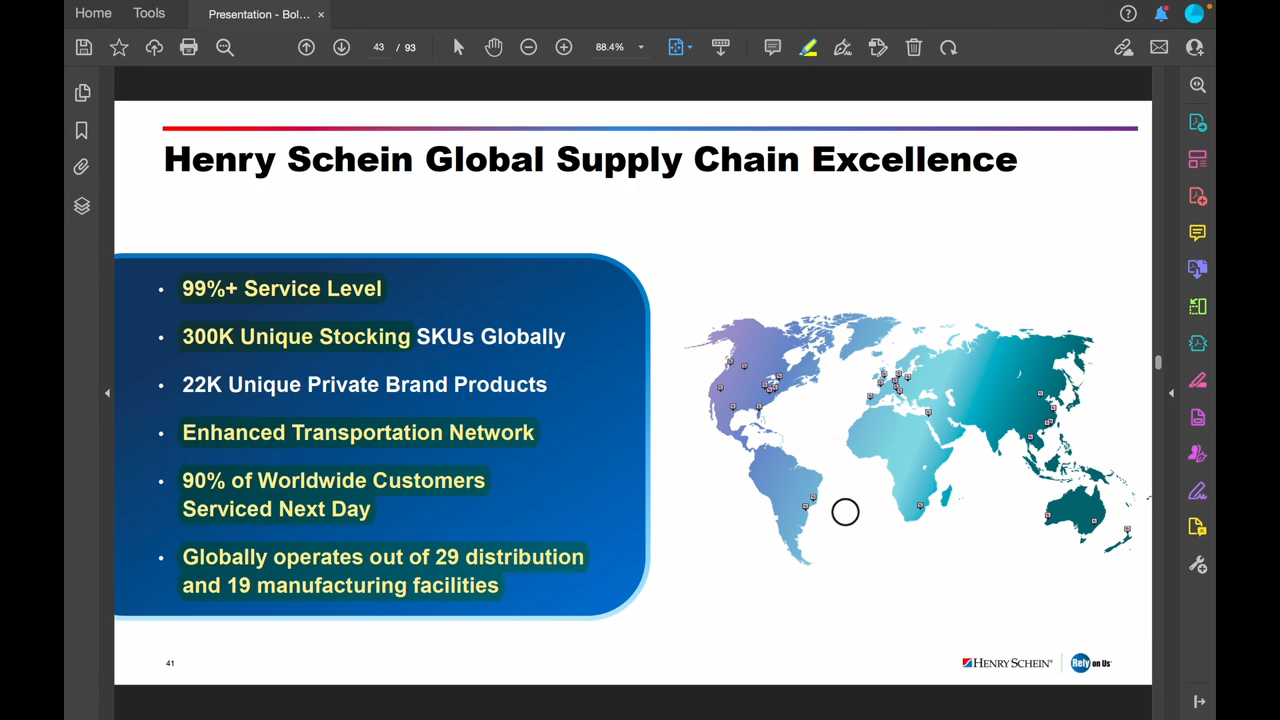 Home
Tools
Presentation - Bol... ×
43 / 93
88.4%
Henry Schein Global Supply Chain Excellence
• 99%+ Service Level
• 300K Unique Stocking SKUs Globally
• 22K Unique Private Brand Products
• Enhanced Transportation Network
• 90% of Worldwide Customers
Serviced Next Day
• Globally operates out of 29 distribution
and 19 manufacturing facilities
41
HENRY SCHEIN®
Rely on Us